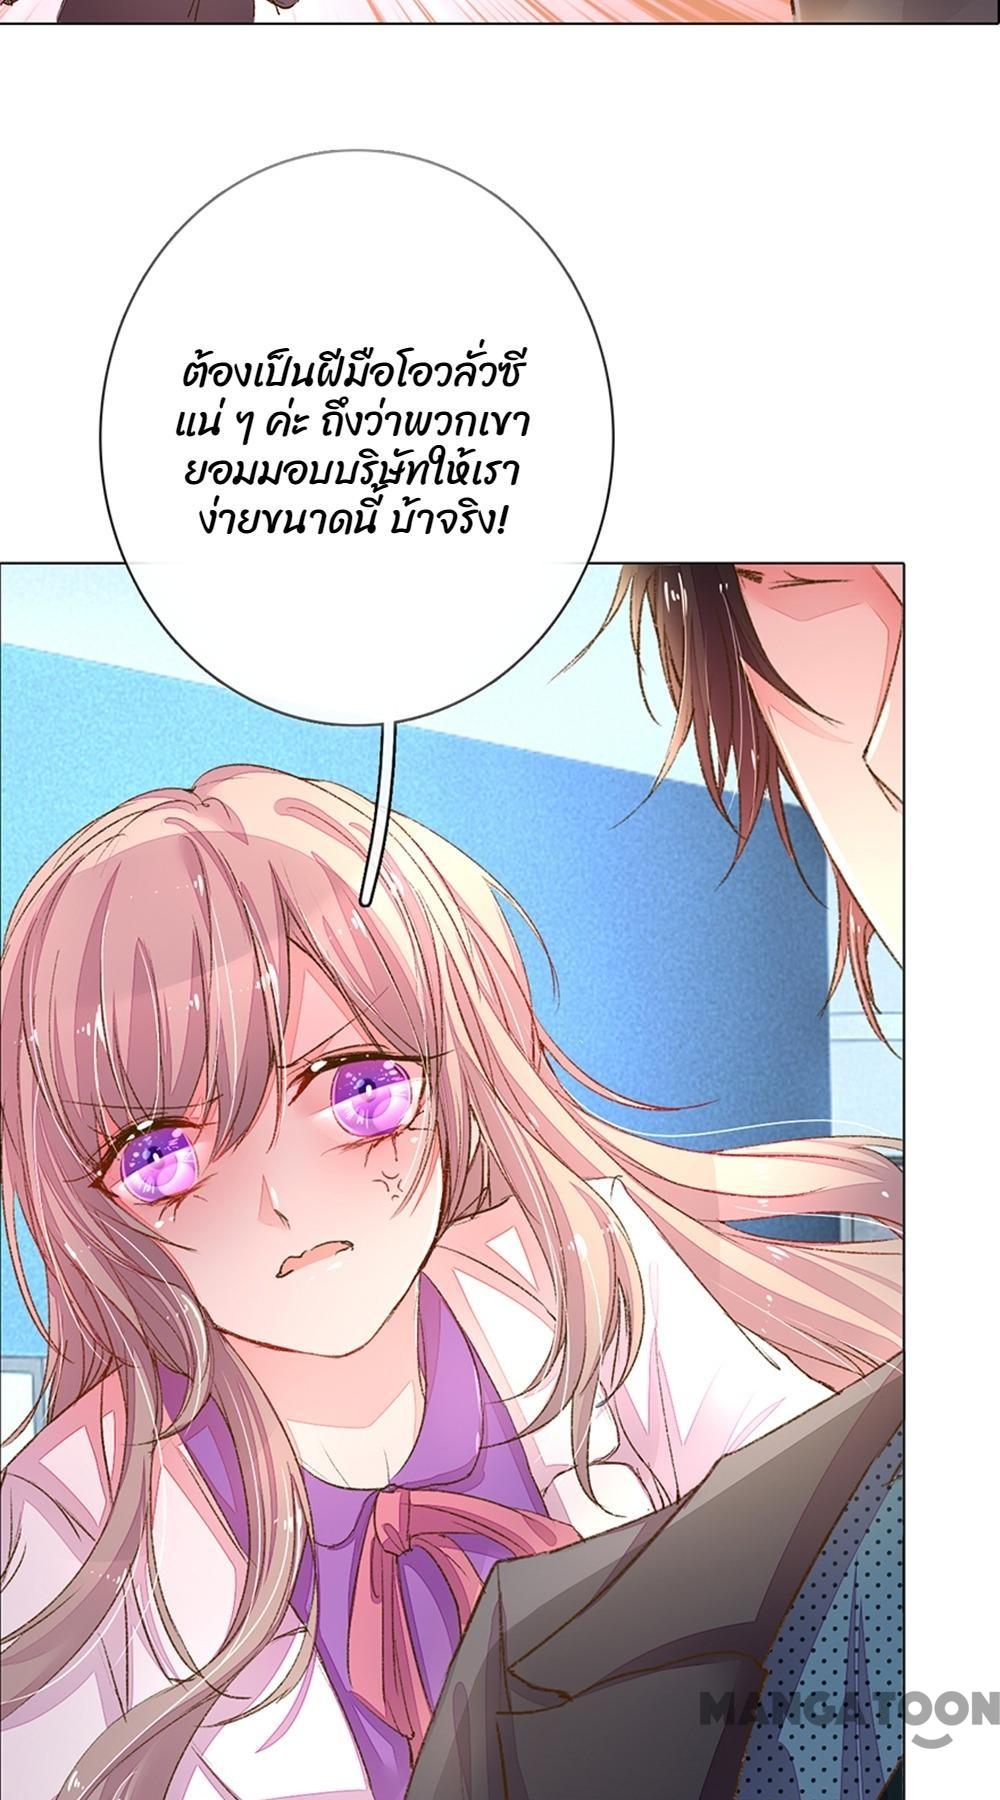 ต้องเป็นฝีมือโอวลั่วซี
แน่ ๆ ค่ะ ถึงว่าพวกเขา
ยอมมอบบริษัทให้เรา
ง่ายขนาดนี้ บ้าจริง!
MANGATOON